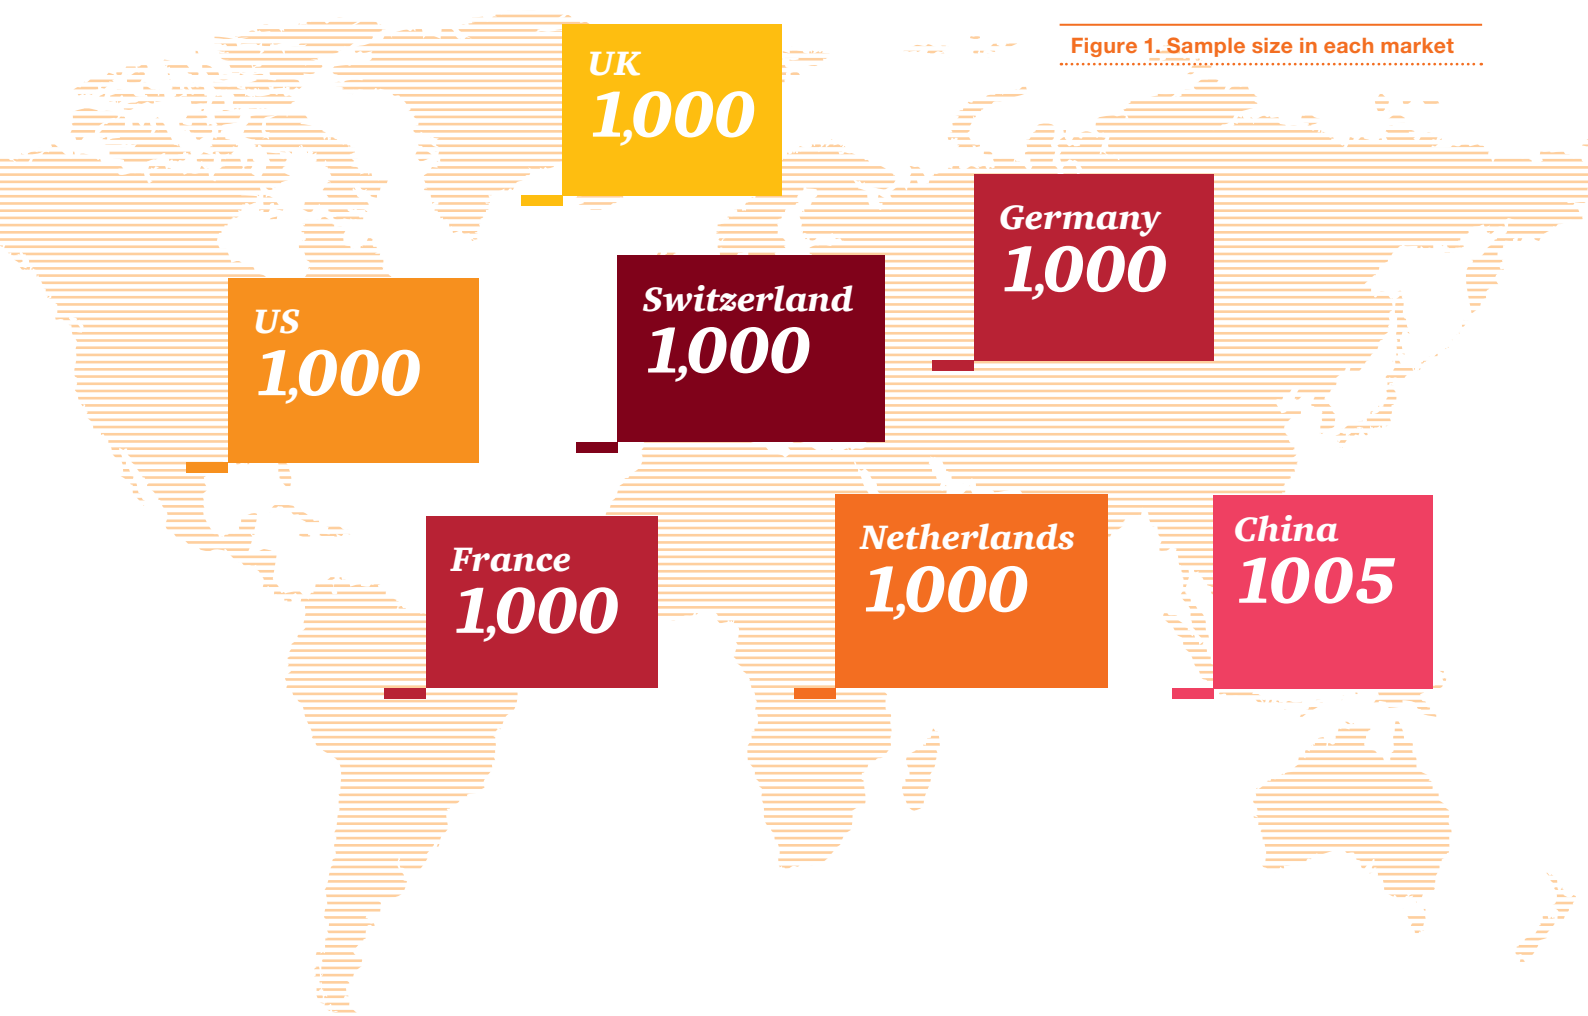 Figure 1. Sample size in each market
UK
1,000
Germany
1,000
Switzerland
1,000
US
1,000
France
1,000
Netherlands
1,000
China
1005